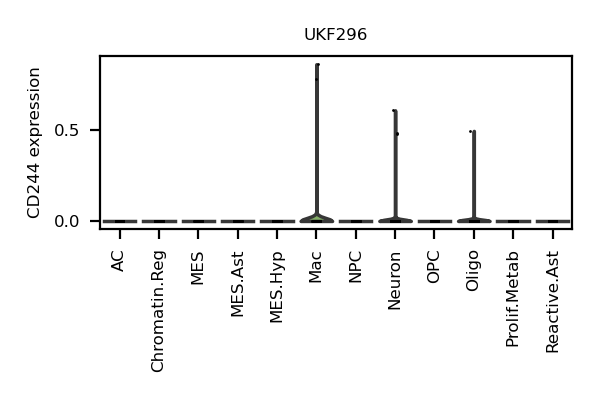 UKF296
CD244 expression
0.5
0.0
AC
Chromatin.Reg
MES
MES.Ast
MES.Hyp
Mac
NPC
Neuron
OPC
Oligo
Prolif.Metab
Reactive.Ast